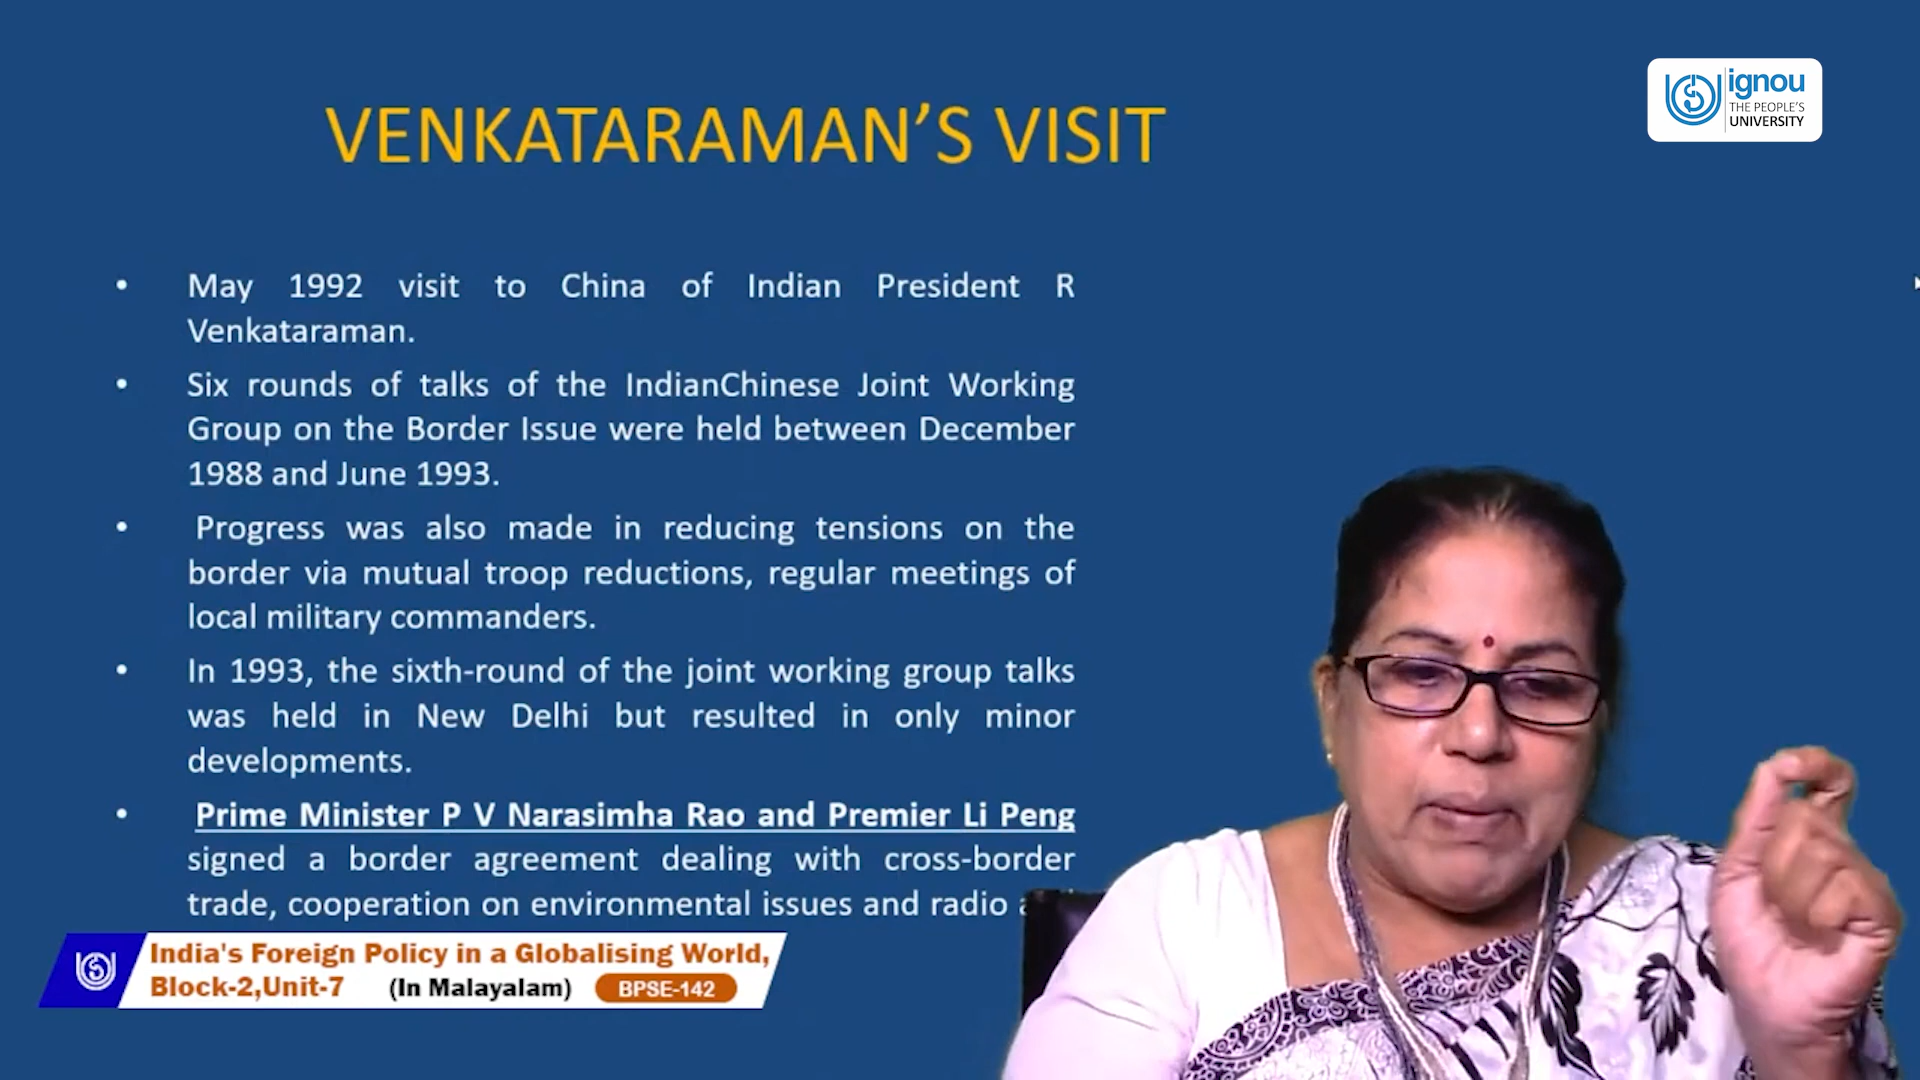 VENKATARAMAN’S VISIT
ignou
THE PEOPLE'S
UNIVERSITY
• May 1992 visit to China of Indian President R
Venkataraman.
• Six rounds of talks of the IndianChinese Joint Working
Group on the Border Issue were held between December
1988 and June 1993.
• Progress was also made in reducing tensions on the
border via mutual troop reductions, regular meetings of
local military commanders.
• In 1993, the sixth-round of the joint working group talks
was held in New Delhi but resulted in only minor
developments.
• Prime Minister P V Narasimha Rao and Premier Li Peng
signed a border agreement dealing with cross-border
trade, cooperation on environmental issues and radio
India's Foreign Policy in a Globalising World,
Block-2,Unit-7 (In Malayalam) BPSE-142